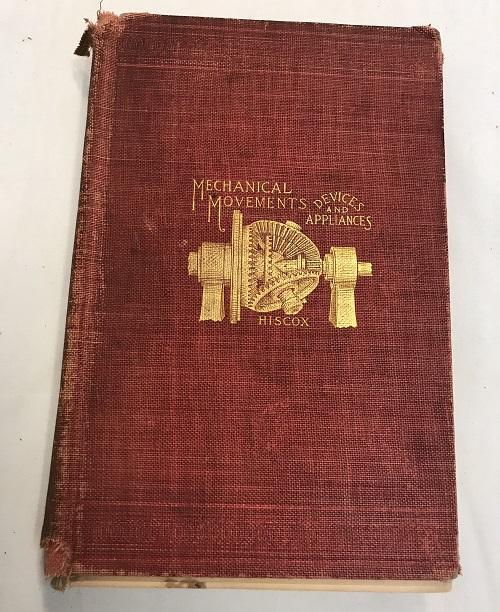 MECHANICAL
MOVEMENTS
DEVICES
AND
APPLIANCES
HISCOX